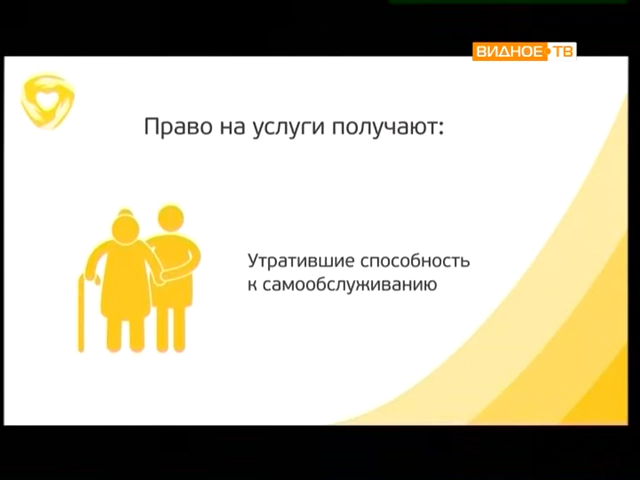 ВИДНОЕ ТВ
Право на услуги получают:
Утратившие способность
к самообслуживанию